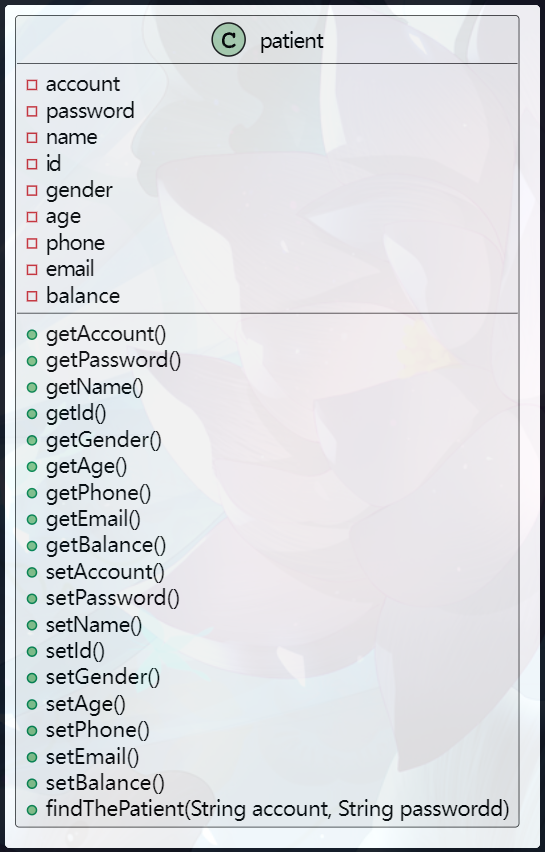 C patient
account
password
name
id
gender
age
phone
email
balance
getAccount()
getPassword()
getName()
getId()
getGender()
getAge()
getPhone()
getEmail()
getBalance()
setAccount()
setPassword()
setName()
setId()
setGender()
setAge()
setPhone()
setEmail()
setBalance()
findThePatient(String account, String passwordd)